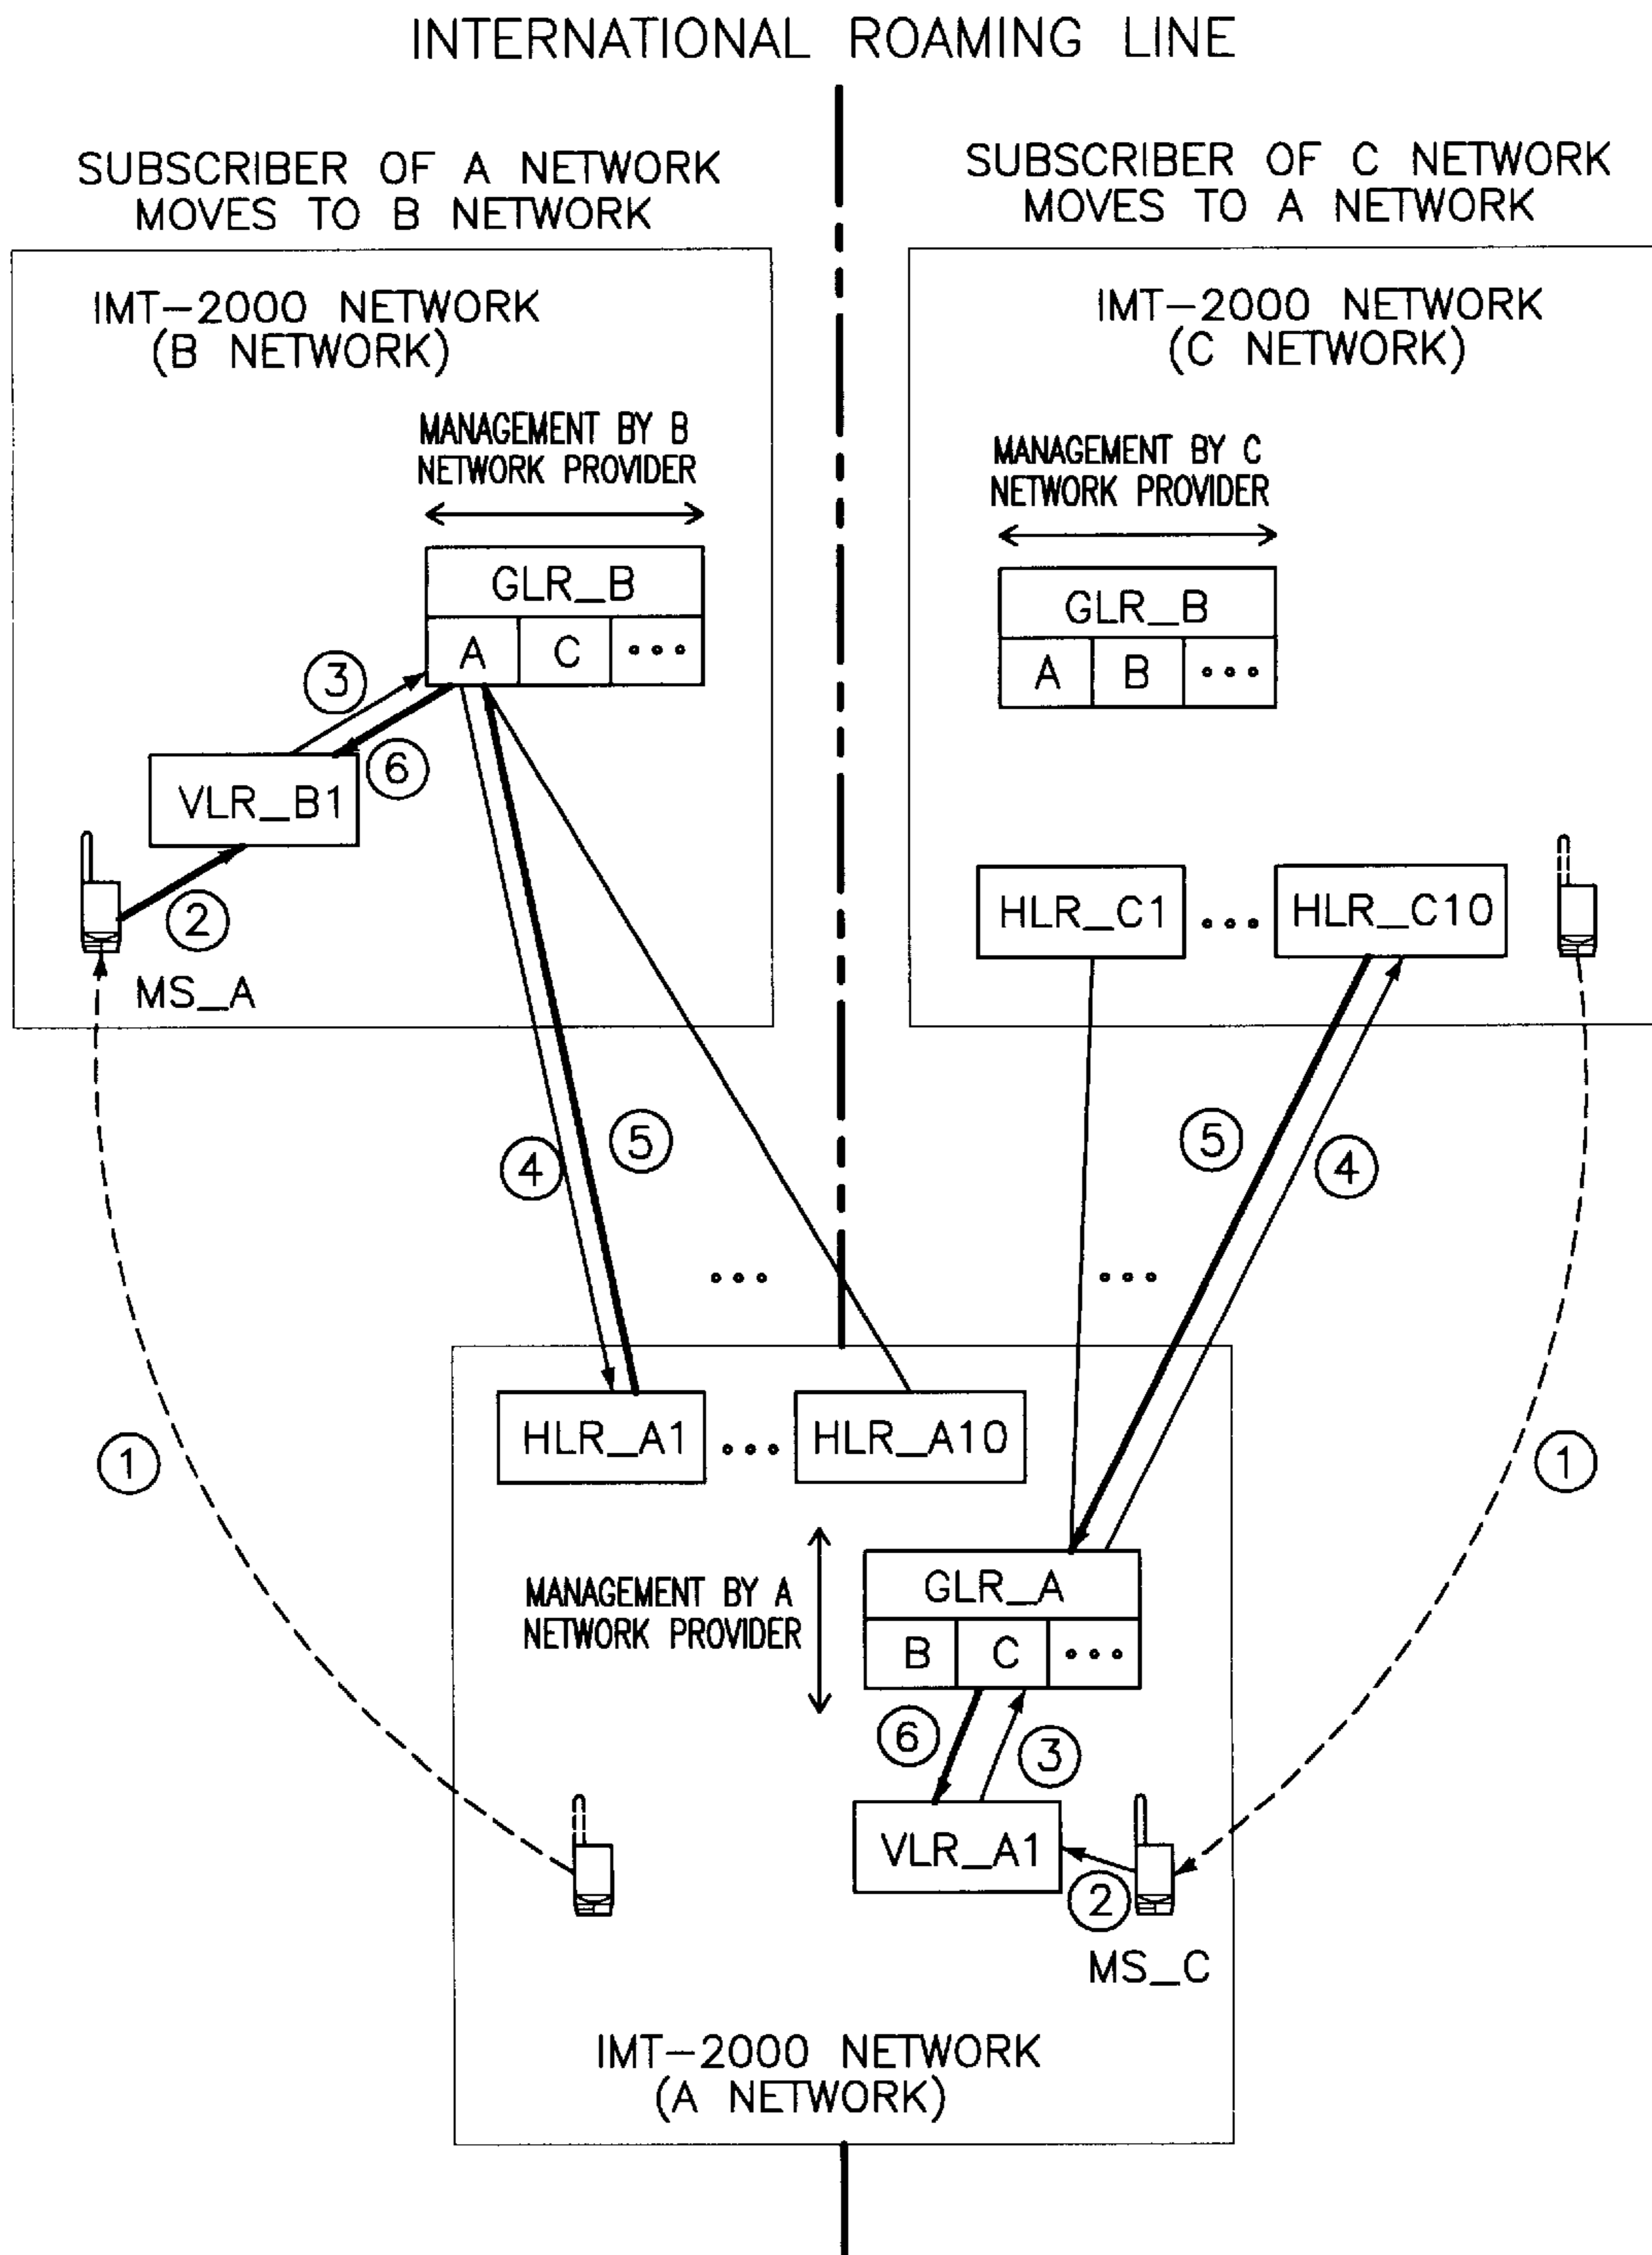 INTERNATIONAL ROAMING LINE
SUBSCRIBER OF A NETWORK
MOVES TO B NETWORK
SUBSCRIBER OF C NETWORK
MOVES TO A NETWORK
IMT-2000 NETWORK
(B NETWORK)
MANAGEMENT BY B
NETWORK PROVIDER
GLR_B
A C •••
3
6
VLR_B1
2
MS_A
IMT-2000 NETWORK
(C NETWORK)
MANAGEMENT BY C
NETWORK PROVIDER
GLR_B
A B •••
HLR_C1 ••• HLR_C10
4
5
•••
5
4
•••
1
1
HLR_A1 ••• HLR_A10
MANAGEMENT BY A
NETWORK PROVIDER
GLR_A
B C •••
6
3
VLR_A1
2
MS_C
IMT-2000 NETWORK
(A NETWORK)